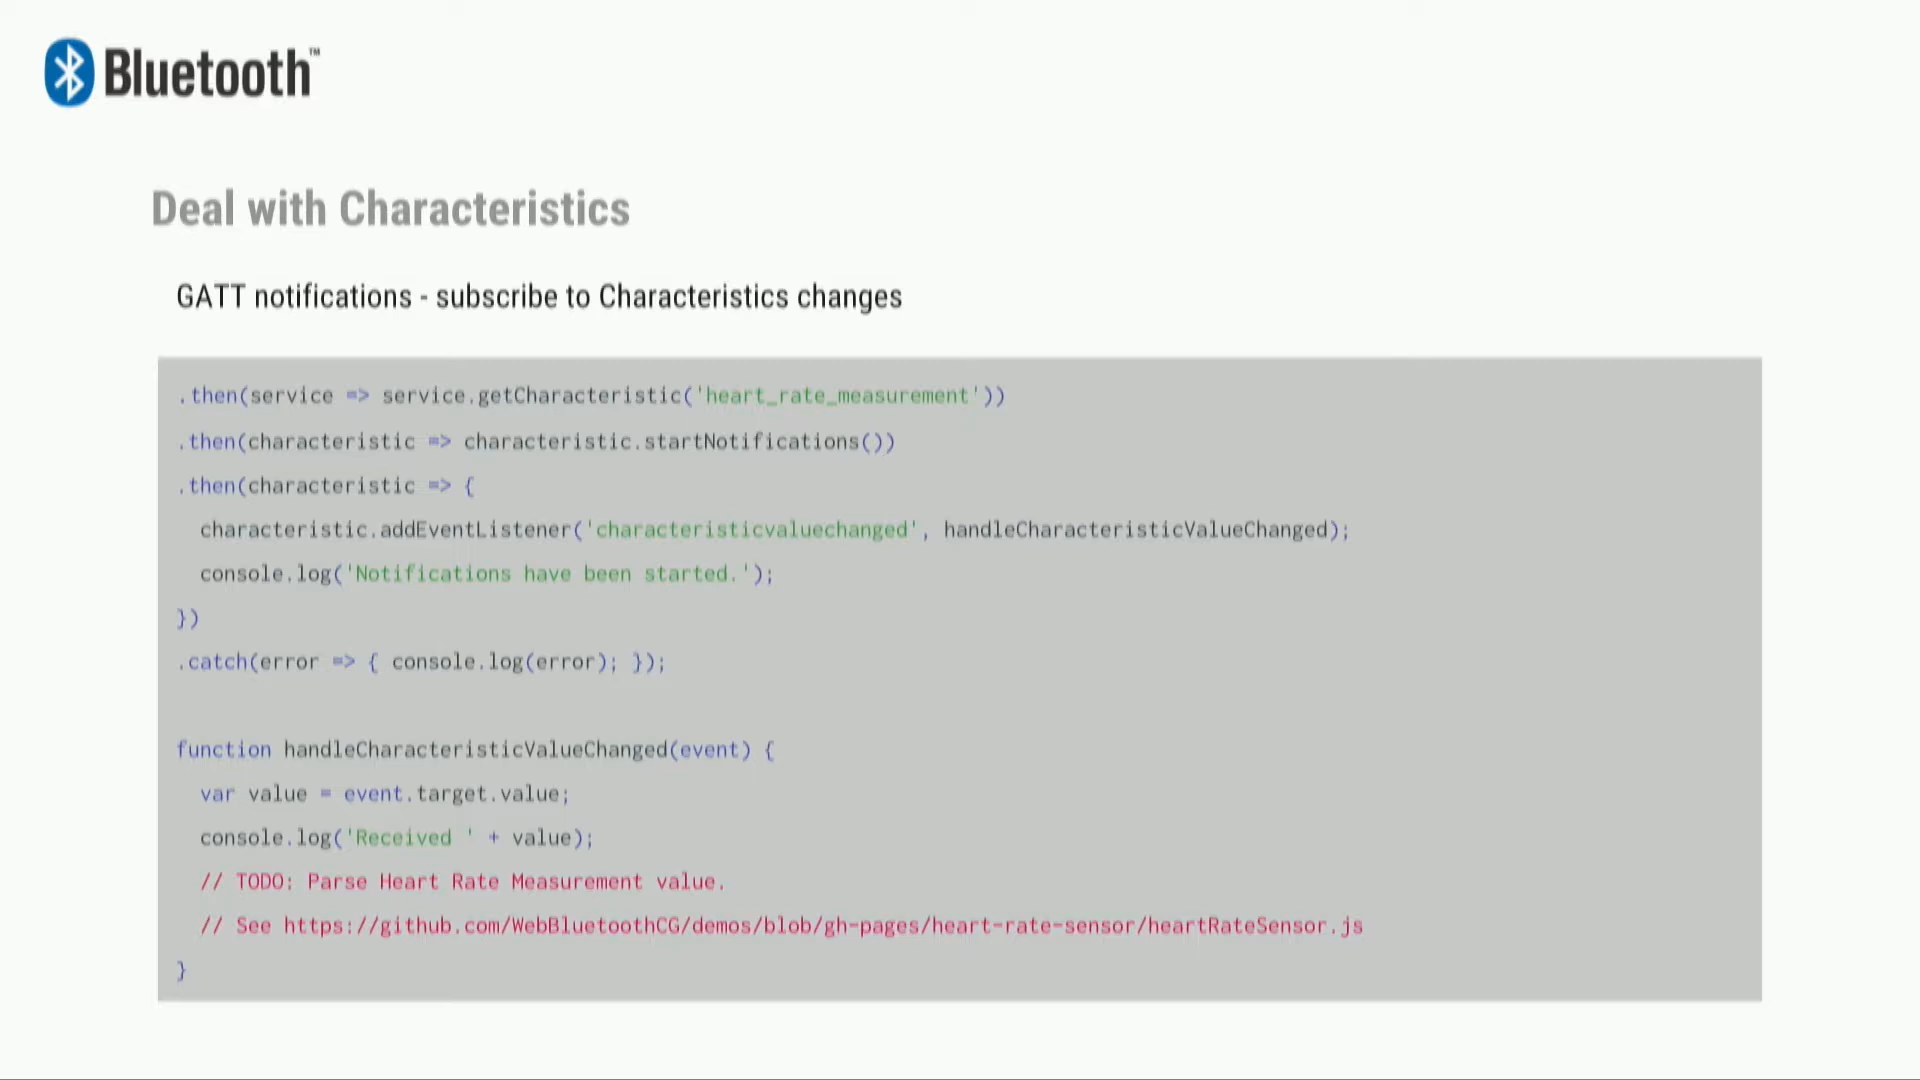 Bluetooth™
Deal with Characteristics
GATT notifications - subscribe to Characteristics changes
.then(service => service.getCharacteristic('heart_rate_measurement'))
.then(characteristic => characteristic.startNotifications())
.then(characteristic => {
characteristic.addEventListener('characteristicvaluechanged', handleCharacteristicValueChanged);
console.log('Notifications have been started.');
})
.catch(error => { console.log(error); });
function handleCharacteristicValueChanged(event) {
var value = event.target.value;
console.log('Received ' + value);
// TODO: Parse Heart Rate Measurement value.
// See https://github.com/WebBluetoothCG/demos/blob/gh-pages/heart-rate-sensor/heartRateSensor.js
}